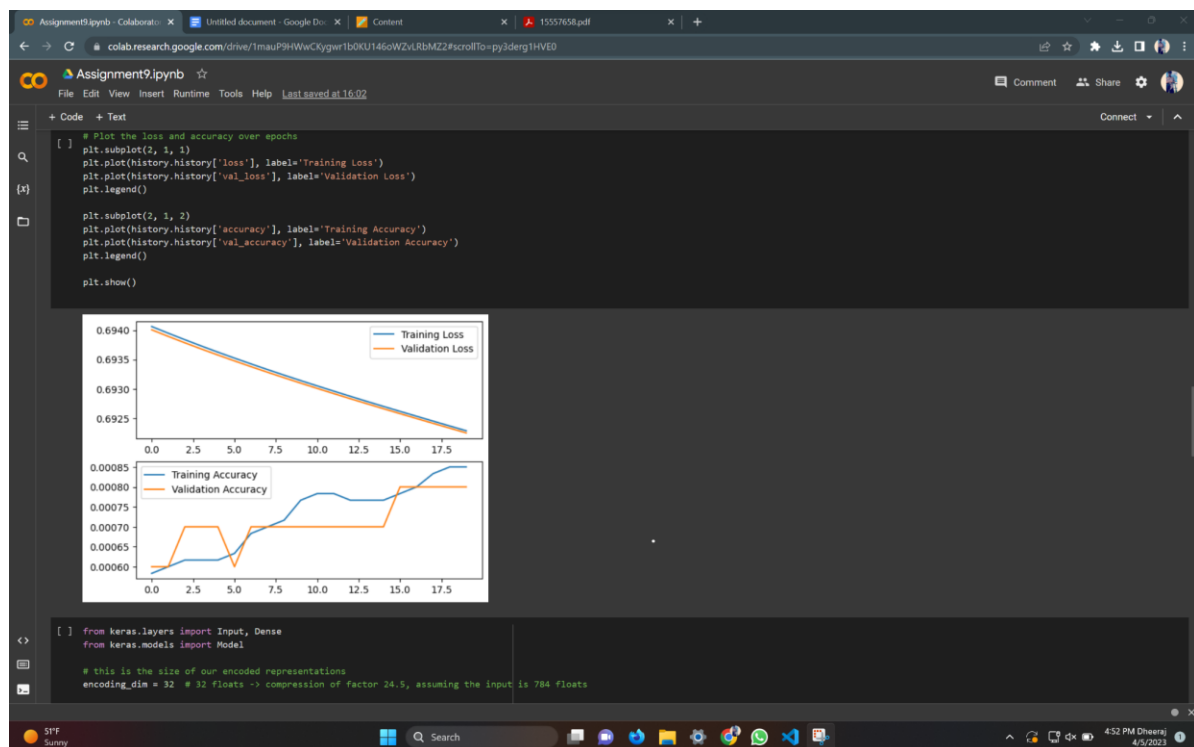 Assignment9.ipynb - Colaborator
Untitled document - Google Doc
Content
15557658.pdf
colab.research.google.com/drive/1mauP9HWwCKygwr1b0KU146oWZvLRbMZ2#scrollTo=py3derg1HVE0
Assignment9.ipynb
File Edit View Insert Runtime Tools Help Last saved at 16:02
Comment Share
+ Code + Text
Connect
[ ] # Plot the loss and accuracy over epochs
plt.subplot(2, 1, 1)
plt.plot(history.history['loss'], label='Training Loss')
plt.plot(history.history['val_loss'], label='Validation Loss')
plt.legend()
plt.subplot(2, 1, 2)
plt.plot(history.history['accuracy'], label='Training Accuracy')
plt.plot(history.history['val_accuracy'], label='Validation Accuracy')
plt.legend()
plt.show()
{x}
0.6940
0.6935
0.6930
0.6925
Training Loss
Validation Loss
0.0 2.5 5.0 7.5 10.0 12.5 15.0 17.5
0.00085
0.00080
0.00075
0.00070
0.00065
0.00060
Training Accuracy
Validation Accuracy
0.0 2.5 5.0 7.5 10.0 12.5 15.0 17.5
[ ] from keras.layers import Input, Dense
from keras.models import Model
# this is the size of our encoded representations
encoding_dim = 32 # 32 floats -> compression of factor 24.5, assuming the input is 784 floats
51°F
Sunny
Search
4:52 PM Dheeraj
4/5/2023
1